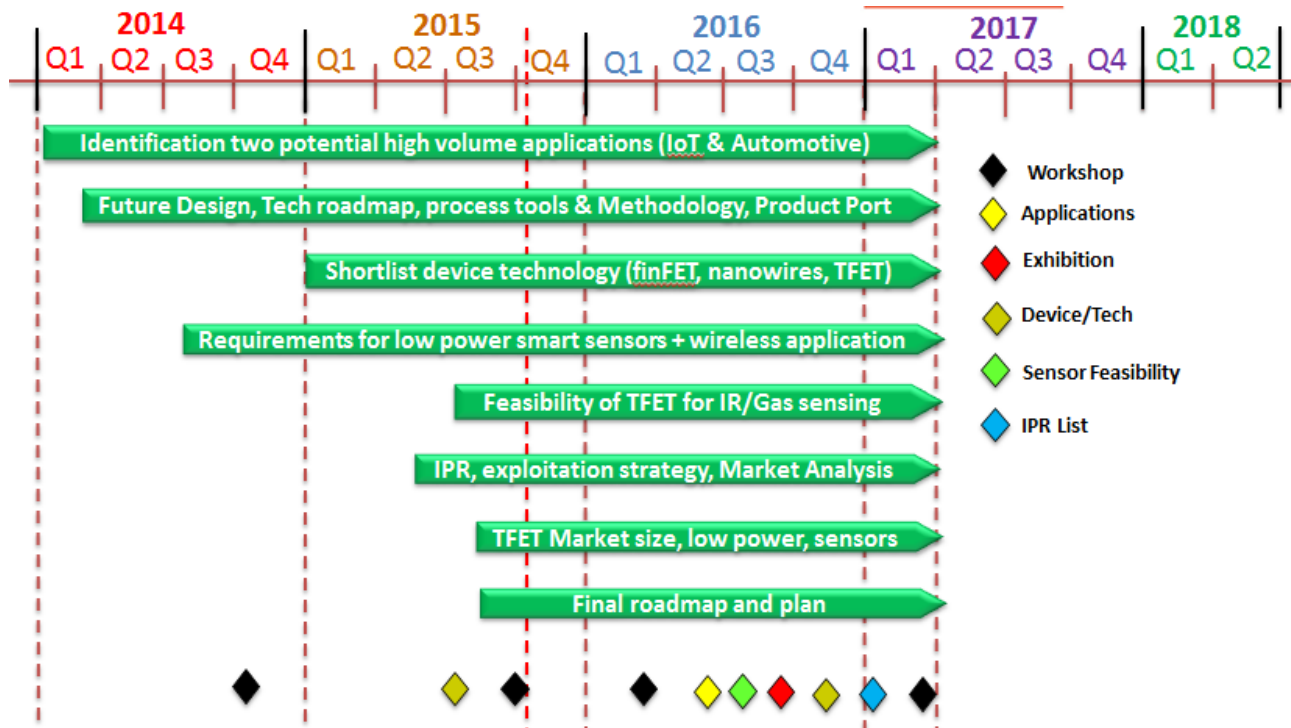 2014 2015 2016 2017 2018
Q1 Q2 Q3 Q4 Q1 Q2 Q3 Q4 Q1 Q2 Q3 Q4 Q1 Q2 Q3 Q4 Q1 Q2
Identification two potential high volume applications (IoT & Automotive)
Future Design, Tech roadmap, process tools & Methodology, Product Port
Shortlist device technology (finFET, nanowires, TFET)
Requirements for low power smart sensors + wireless application
Feasibility of TFET for IR/Gas sensing
IPR, exploitation strategy, Market Analysis
TFET Market size, low power, sensors
Final roadmap and plan
Workshop
Applications
Exhibition
Device/Tech
Sensor Feasibility
IPR List